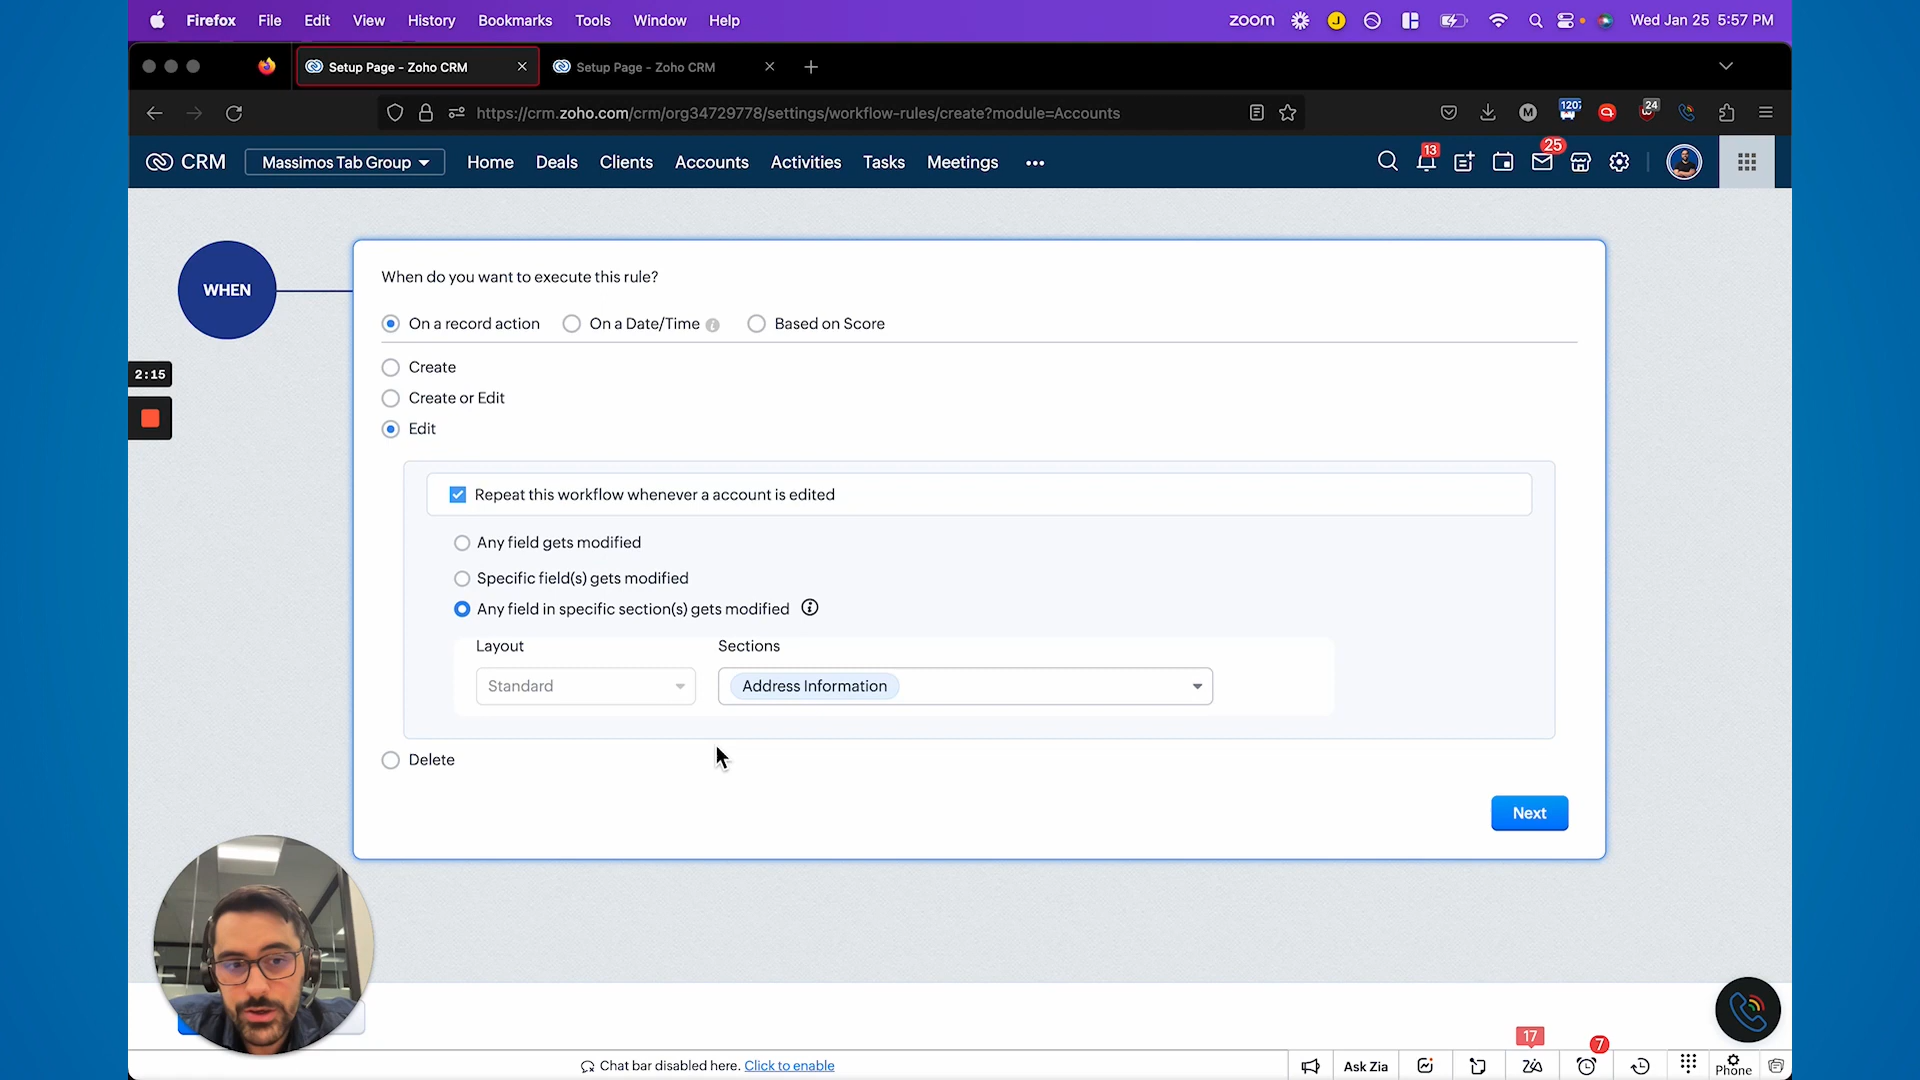 Firefox File Edit View History Bookmarks Tools Window Help zoom J Wed Jan 25 5:57 PM
Setup Page - Zoho CRM Setup Page - Zoho CRM
https://crm.zoho.com/crm/org34729778/settings/workflow-rules/create?module=Accounts M 120 24
CRM Massimos Tab Group Home Deals Clients Accounts Activities Tasks Meetings 13 25
WHEN
When do you want to execute this rule?
On a record action On a Date/Time Based on Score
Create
2:15
Create or Edit
Edit
Repeat this workflow whenever a account is edited
Any field gets modified
Specific field(s) gets modified
Any field in specific section(s) gets modified
Layout Sections
Standard Address Information
Delete
Next
17 7
Chat bar disabled here. Click to enable Ask Zia Phone